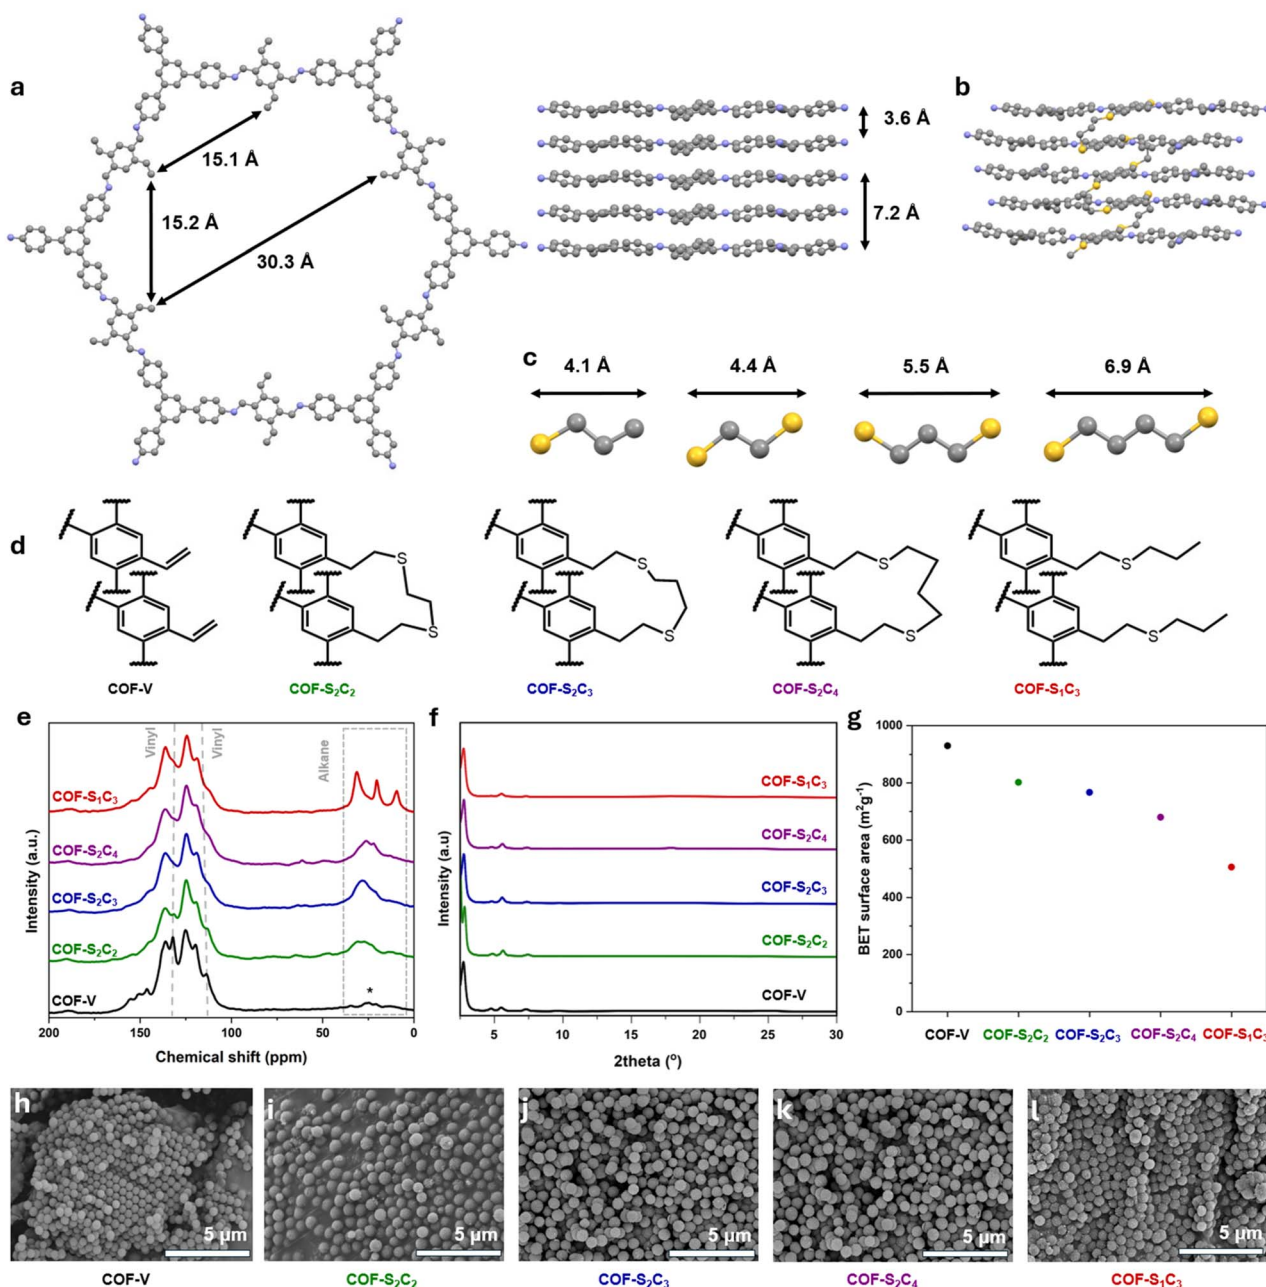 a
15.1 Å
15.2 Å
30.3 Å
3.6 Å
7.2 Å
b
c
4.1 Å
4.4 Å
5.5 Å
6.9 Å
d
S
S
S
S
S
S
S
S
COF-V
COF-S₂C₂
COF-S₂C₃
COF-S₂C₄
COF-S₁C₃
e
Vinyl
Vinyl
Alkane
COF-S₁C₃
COF-S₂C₄
COF-S₂C₃
COF-S₂C₂
COF-V
*
Intensity (a.u.)
200 150 100 50 0
Chemical shift (ppm)
f
COF-S₁C₃
COF-S₂C₄
COF-S₂C₃
COF-S₂C₂
COF-V
Intensity (a.u)
5 10 15 20 25 30
2theta (°)
g
1000
800
600
400
200
0
BET surface area (m²g⁻¹)
COF-V COF-S₂C₂ COF-S₂C₃ COF-S₂C₄ COF-S₁C₃
h
5 µm
COF-V
i
5 µm
COF-S₂C₂
j
5 µm
COF-S₂C₃
k
5 µm
COF-S₂C₄
l
5 µm
COF-S₁C₃